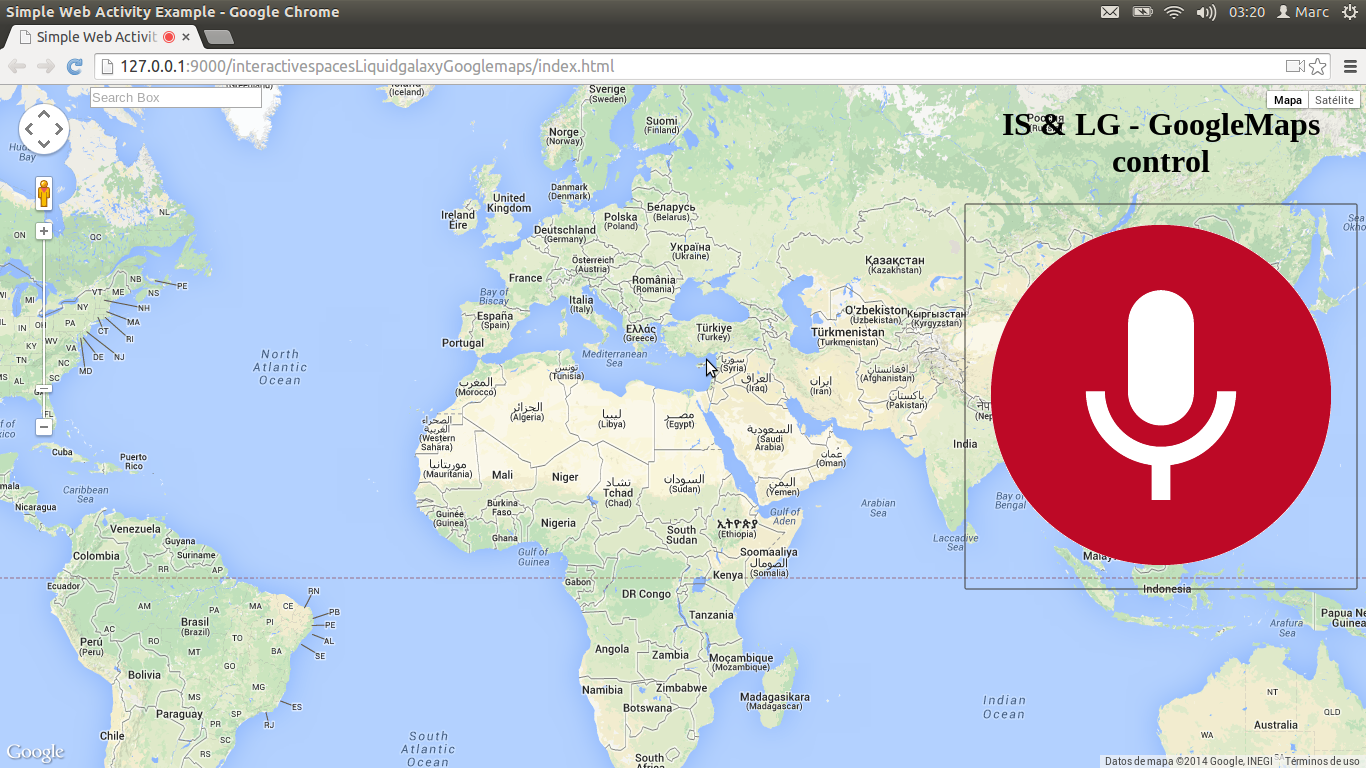 Simple Web Activity Example - Google Chrome
03:20
Marc
Simple Web Activit
127.0.0.1:9000/interactivespacesLiquidgalaxyGooglemaps/index.html
Search Box
Mapa
Satélite
IS & LG - GoogleMaps
control
(Iceland)
Sverige
(Sweden)
Suomi
(Finland)
Norge
(Norway)
Danmark
(Denmark)
United
Kingdom
Ireland
Éire
Polska
(Poland)
Беларусь
(Belarus)
Deutschland
(Germany)
Україна
(Ukraine)
Österreich
(Austria)
France
România
(Romania)
Қазақстан
(Kazakhstan)
Bay of
Biscay
Italia
(Italy)
España
(Spain)
Portugal
Ελλάς
(Greece)
Türkiye
(Turkey)
O'zbekiston
(Uzbekistan)
Кыргызстан
(Kyrgyzstan)
Türkmenistan
(Turkmenistan)
Mediterranean
Sea
North
Atlantic
Ocean
تونس
(Tunisia)
سوريا
(Syria)
العراق
(Iraq)
ایران
(Iran)
افغانستان
(Afghanistan)
پاکستان
(Pakistan)
المغرب
(Morocco)
الجزائر
(Algeria)
ليبيا
(Libya)
مصر
(Egypt)
الصحراء
الغربية
(Western
Sahara)
السعودية
(Saudi
Arabia)
عمان
(Oman)
India
موريتانيا
(Mauritania)
Mali
Niger
تشاد
Tchad
(Chad)
السودان
(Sudan)
اليمن
(Yemen)
Burkina
Faso
Guinée
(Guinea)
Nigeria
Ghana
South
Sudan
ኢትዮጵያ
(Ethiopia)
Gulf of
Aden
Arabian
Sea
Bay of
Bengal
Laccadive
Sea
Gulf of
Guinea
Soomaaliya
الصومال
(Somalia)
Gabon
Kenya
DR Congo
Tanzania
Angola
Zambia
Moçambique
(Mozambique)
Namibia
Zimbabwe
Botswana
Madagasikara
(Madagascar)
South
Indonesia
Arafura
Sea
Indian
Ocean
NT
QLD
WA
Australia
South
Atlantic
Ocean
NL
ON
QC
NB
PE
NS
VT
ME
NH
MI
NY
MA
CT
RI
PA
IN
OH
NJ
DE
MD
WV
KY
VA
TN
NC
MS
AL
SC
FL
Cuba
Puerto
Rico
Caribbean
Sea
Nicaragua
Venezuela
Guyana
Suriname
Colombia
RR
AP
Ecuador
AM
PA
MA
CE
RN
PB
PE
AL
SE
PI
AC
RO
TO
BA
Brasil
(Brazil)
Perú
(Peru)
MT
GO
Bolivia
MG
ES
MS
SP
RJ
Paraguay
PR
SC
RS
Chile
Google
Datos de mapa ©2014 Google, INEGI
Términos de uso